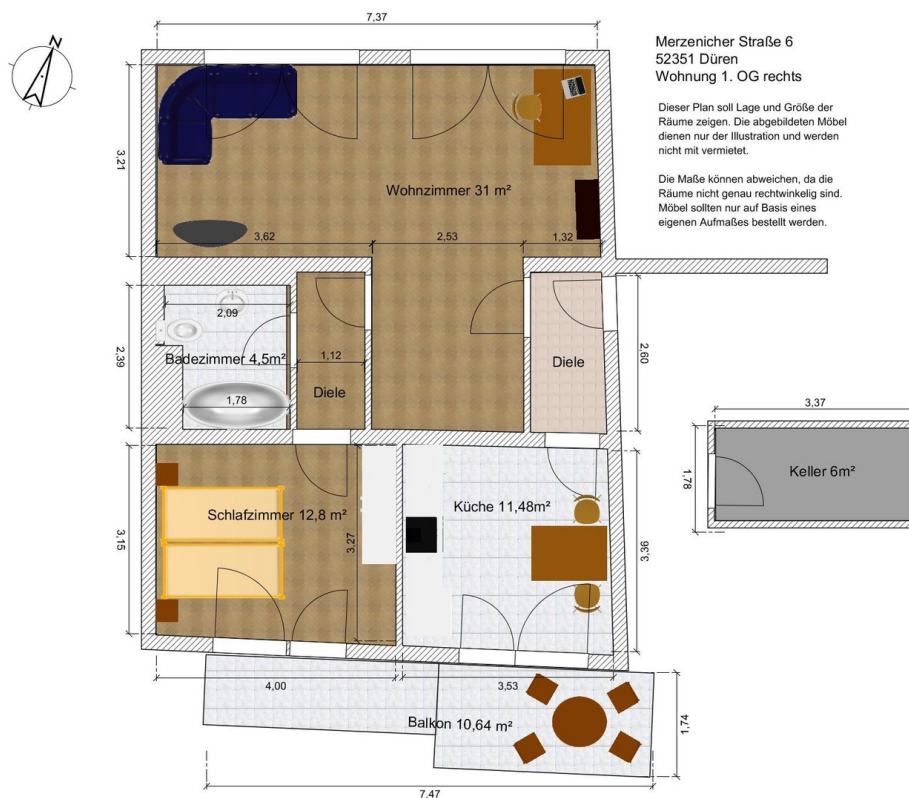 7,37
N
Merzenicher Straße 6
52351 Düren
Wohnung 1. OG rechts
Dieser Plan soll Lage und Größe der
Räume zeigen. Die abgebildeten Möbel
dienen nur der Illustration und werden
nicht mit vermietet.
Die Maße können abweichen, da die
Räume nicht genau rechtwinkelig sind.
Möbel sollten nur auf Basis eines
eigenen Aufmaßes bestellt werden.
3,21
Wohnzimmer 31 m²
3,62
2,53
1,32
2,39
2,09
Badezimmer 4,5m²
1,12
Diele
1,78
Diele
2,60
3,37
Keller 6m²
1,78
3,15
Schlafzimmer 12,8 m²
3,27
Küche 11,48m²
3,36
4,00
3,53
Balkon 10,64 m²
1,74
7,47